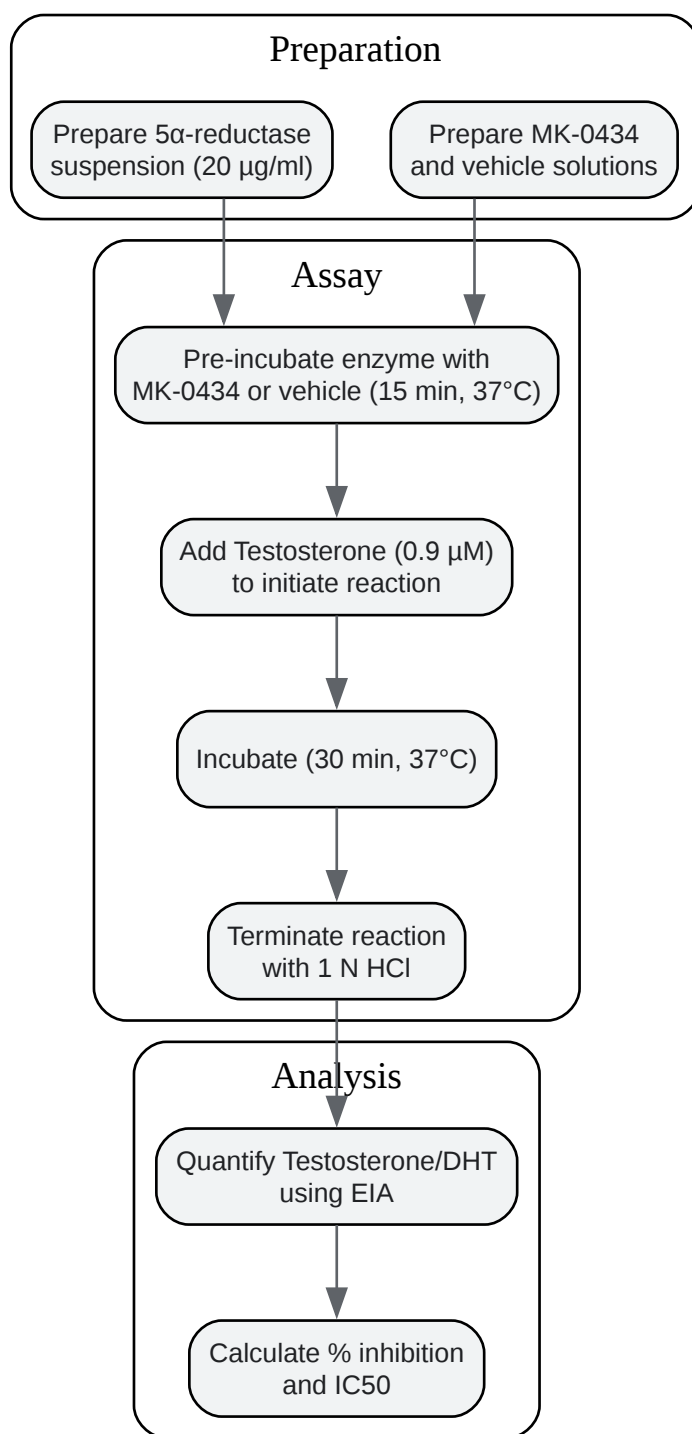 Preparation
Prepare 5α-reductase
suspension (20 µg/ml)
Prepare MK-0434
and vehicle solutions
Assay
Pre-incubate enzyme with
MK-0434 or vehicle (15 min, 37°C)
Add Testosterone (0.9 µM)
to initiate reaction
Incubate (30 min, 37°C)
Terminate reaction
with 1 N HCl
Analysis
Quantify Testosterone/DHT
using EIA
Calculate % inhibition
and IC50